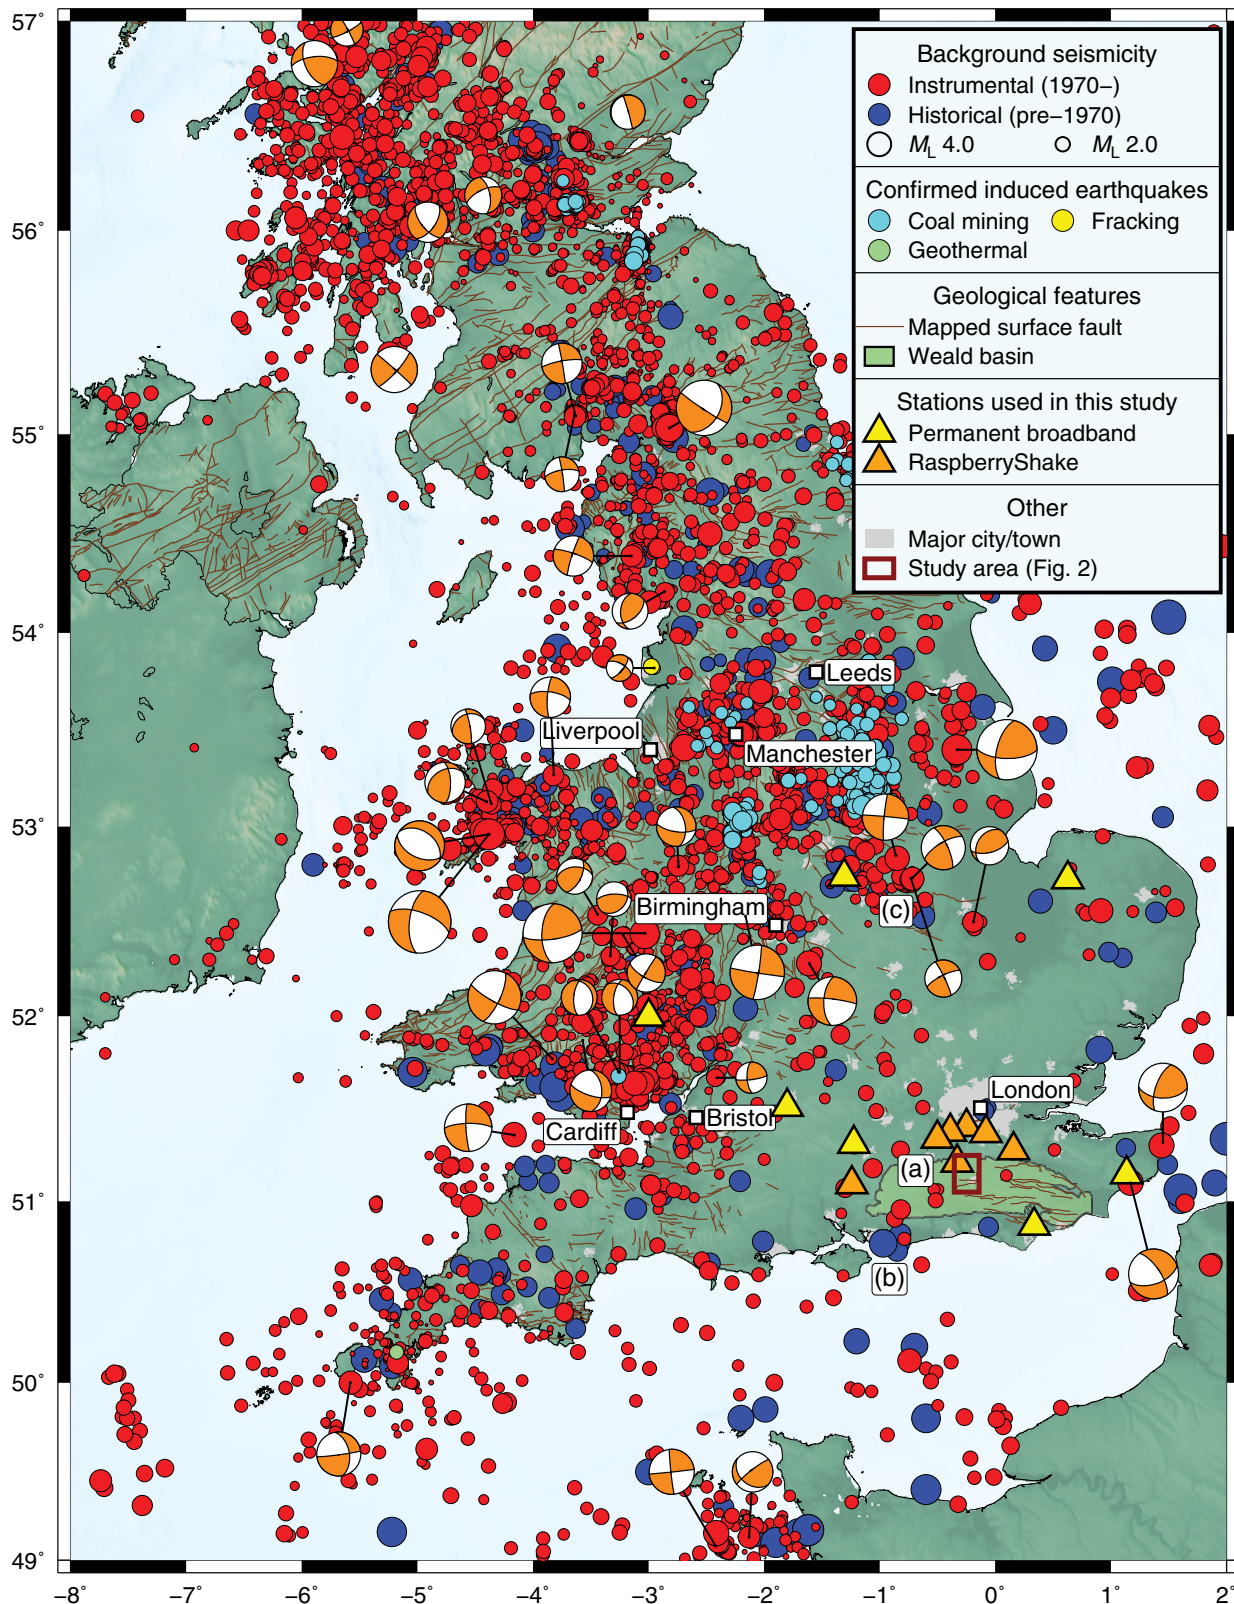 57˚
56˚
55˚
54˚
53˚
52˚
51˚
50˚
49˚
Background seismicity
Instrumental (1970−)
Historical (pre−1970)
ML 4.0 ML 2.0
Confirmed induced earthquakes
Coal mining Fracking
Geothermal
Geological features
Mapped surface fault
Weald basin
Stations used in this study
Permanent broadband
RaspberryShake
Other
Major city/town
Study area (Fig. 2)
Leeds
Liverpool
Manchester
(c)
Birmingham
London
Bristol
Cardiff
(a)
(b)
−8˚ −7˚ −6˚ −5˚ −4˚ −3˚ −2˚ −1˚ 0˚ 1˚ 2˚